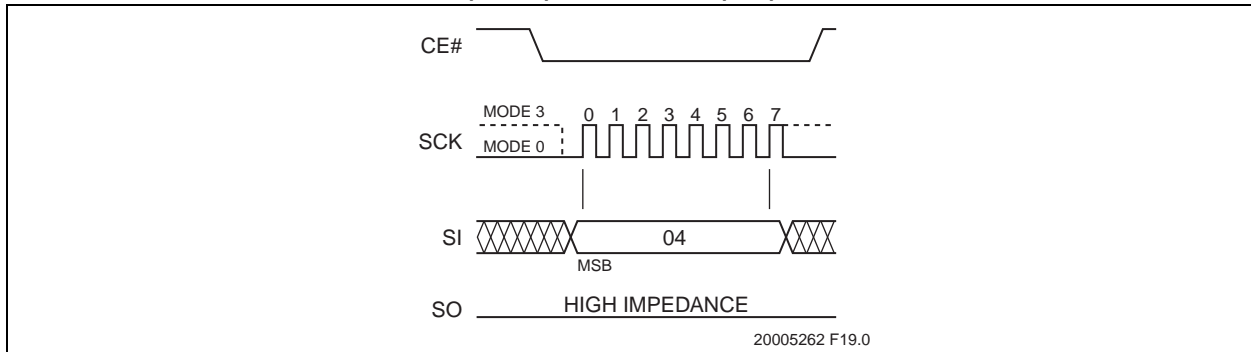 CE#
MODE 3
0 1 2 3 4 5 6 7
SCK
MODE 0
SI
04
MSB
SO
HIGH IMPEDANCE
20005262 F19.0